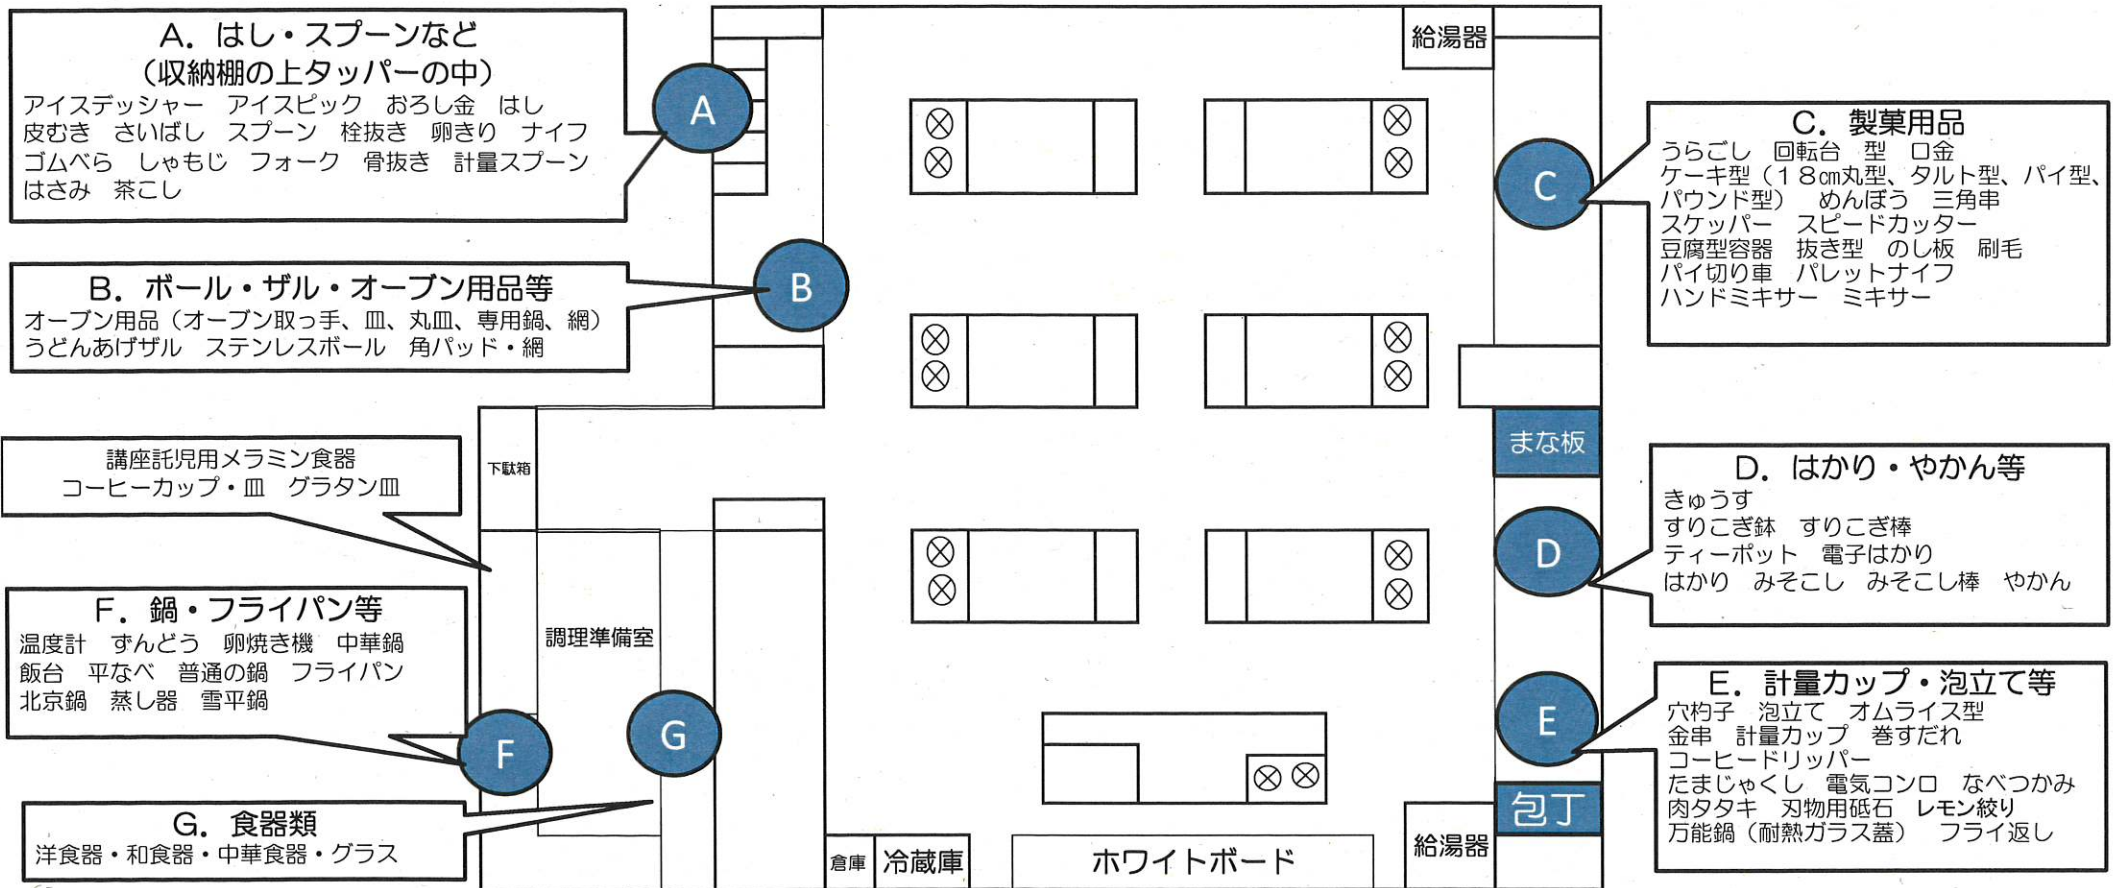 A．はし・スプーンなど
（収納棚の上タッパーの中）
アイスデッシャー　アイスピック　おろし金　はし
皮むき　さいばし　スプーン　栓抜き　卵きり　ナイフ
ゴムべら　しゃもじ　フォーク　骨抜き　計量スプーン
はさみ　茶こし
A
B．ボール・ザル・オーブン用品等
オーブン用品（オーブン取っ手、皿、丸皿、専用鍋、網）
うどんあげザル　ステンレスボール　角パッド・網
B
給湯器
C
C．製菓用品
うらごし　回転台　型　口金
ケーキ型（１８㎝丸型、タルト型、パイ型、
パウンド型）　めんぼう　三角串
スケッパー　スピードカッター
豆腐型容器　抜き型　のし板　刷毛
パイ切り車　パレットナイフ
ハンドミキサー　ミキサー
まな板
講座託児用メラミン食器
コーヒーカップ・皿　グラタン皿
下駄箱
D
D．はかり・やかん等
きゅうす
すりこぎ鉢　すりこぎ棒
ティーポット　電子はかり
はかり　みそこし　みそこし棒　やかん
F．鍋・フライパン等
温度計　ずんどう　卵焼き機　中華鍋
飯台　平なべ　普通の鍋　フライパン
北京鍋　蒸し器　雪平鍋
F
調理準備室
G
G．食器類
洋食器・和食器・中華食器・グラス
E
E．計量カップ・泡立て等
穴杓子　泡立て　オムライス型
金串　計量カップ　巻すだれ
コーヒードリッパー
たまじゃくし　電気コンロ　なべつかみ
肉タタキ　刃物用砥石　レモン絞り
万能鍋（耐熱ガラス蓋）　フライ返し
包丁
倉庫
冷蔵庫
ホワイトボード
給湯器